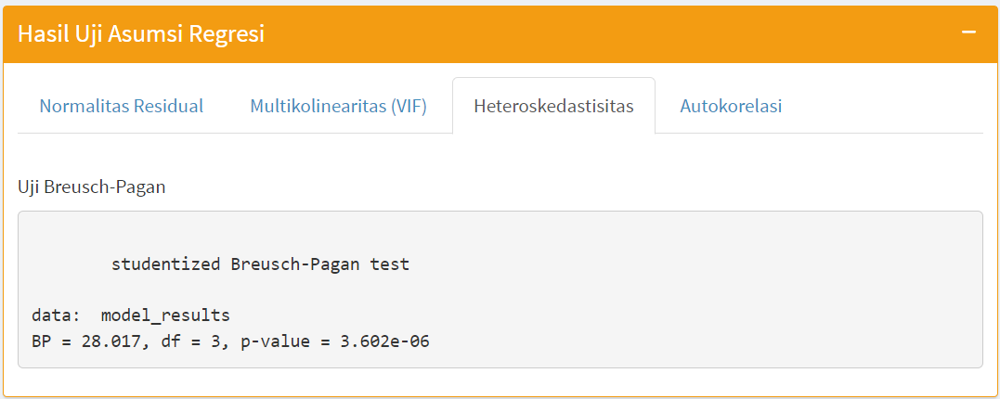 Hasil Uji Asumsi Regresi
Normalitas Residual Multikolinearitas (VIF) Heteroskedastisitas Autokorelasi
Uji Breusch-Pagan
studentized Breusch-Pagan test
data:  model_results
BP = 28.017, df = 3, p-value = 3.602e-06